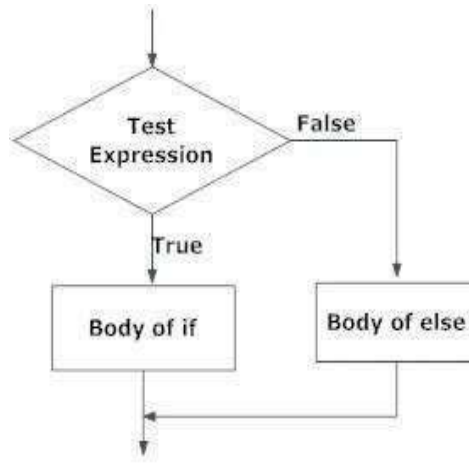 Test
Expression
False
True
Body of if
Body of else